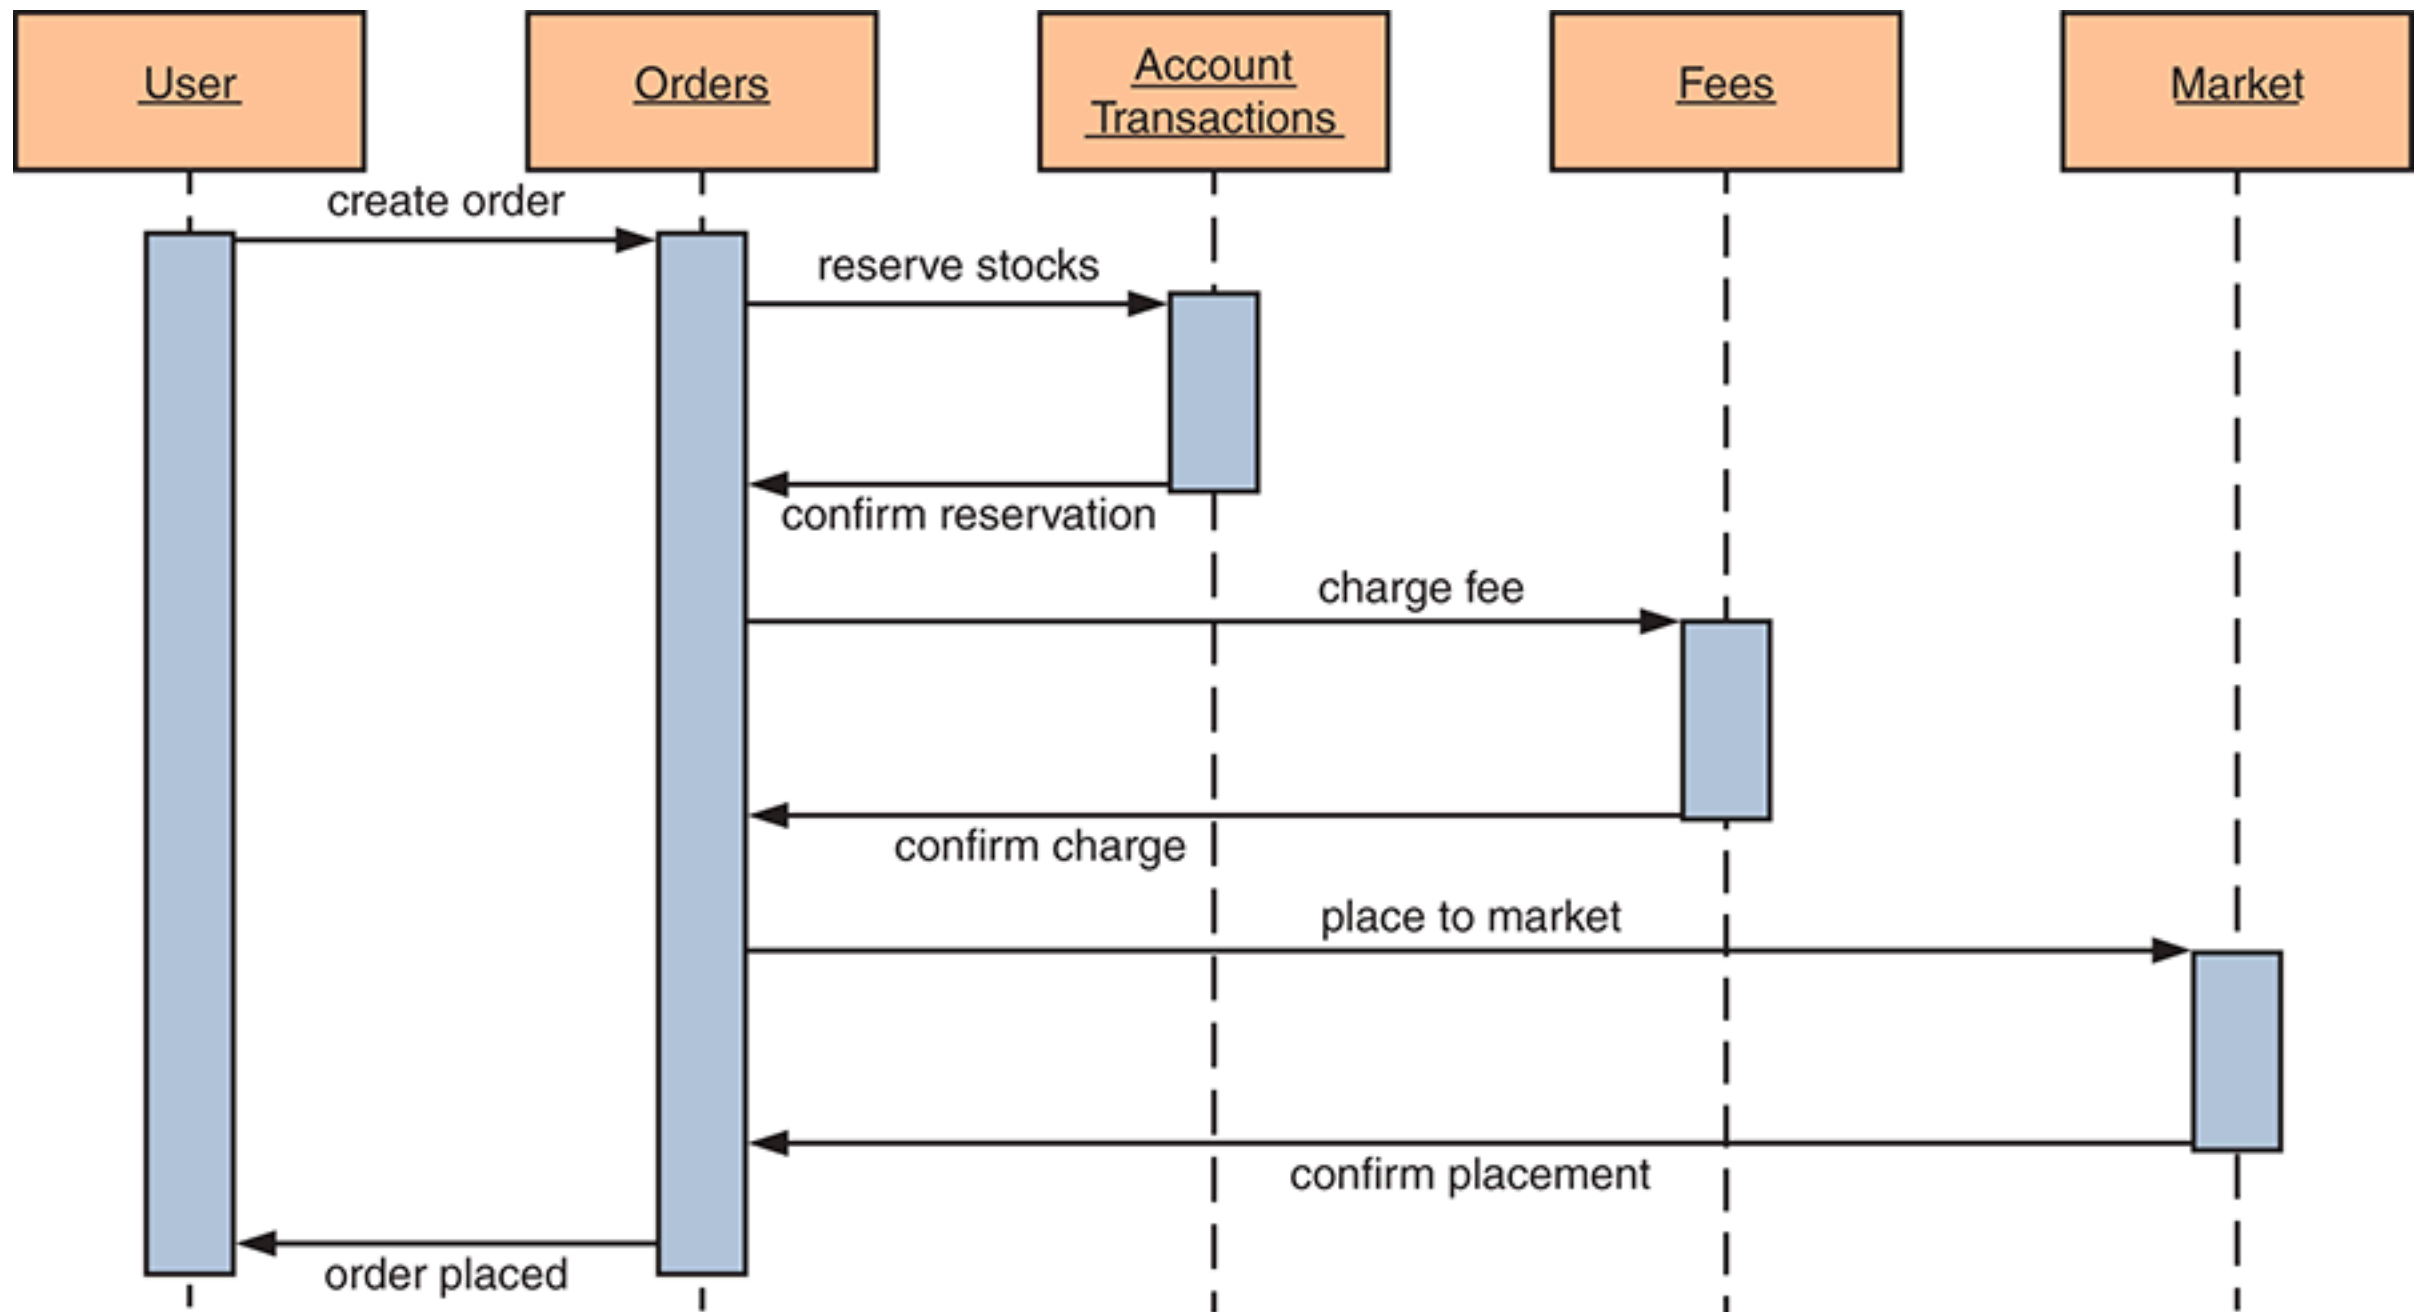 User
Orders
Account
Transactions
Fees
Market
create order
reserve stocks
confirm reservation
charge fee
confirm charge
place to market
confirm placement
order placed